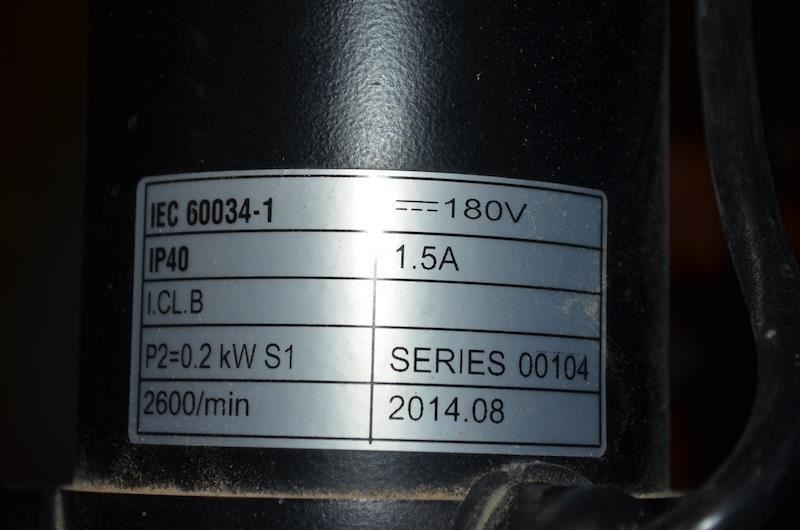 IEC 60034-1 ⎓180V
IP40 1.5A
I.CL.B
P2=0.2 kW S1 SERIES 00104
2600/min 2014.08